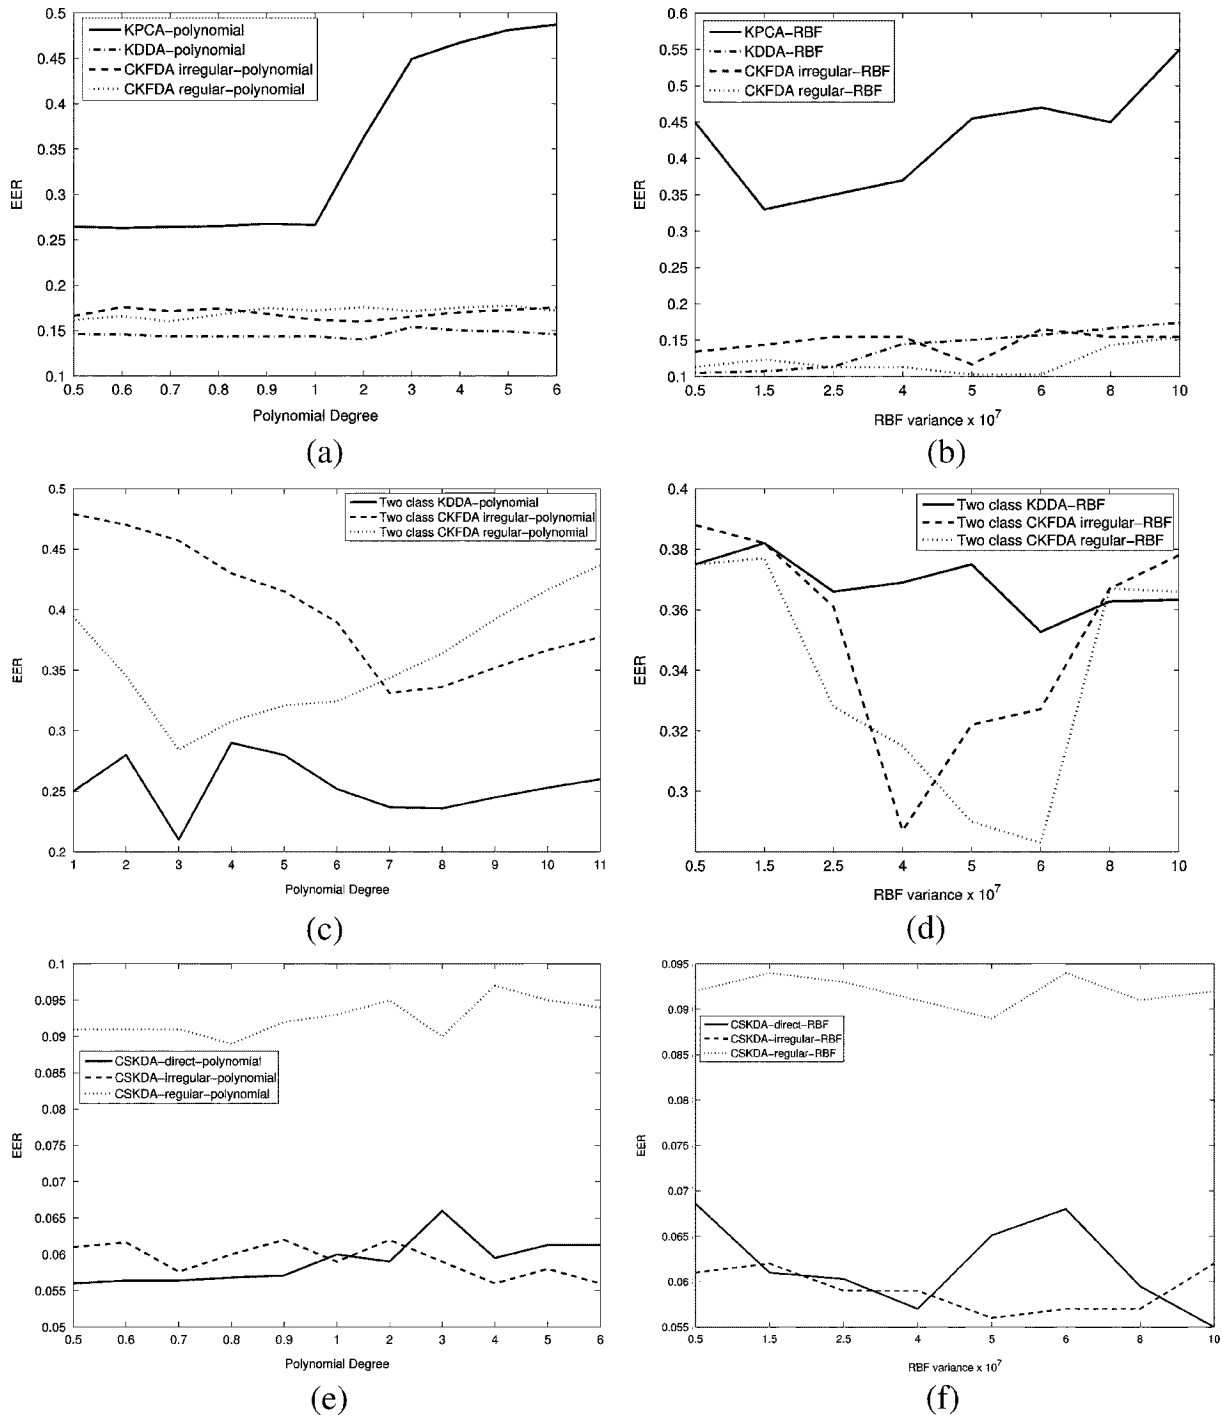 0.5
0.45
0.4
0.35
0.3
0.25
0.2
0.15
0.1
EER
KPCA−polynomial
KDDA−polynomial
CKFDA irregular−polynomial
CKFDA regular−polynomial
0.5 0.6 0.7 0.8 0.9 1 2 3 4 5 6
Polynomial Degree
(a)
0.6
0.55
0.5
0.45
0.4
0.35
0.3
0.25
0.2
0.15
0.1
EER
KPCA−RBF
KDDA−RBF
CKFDA irregular−RBF
CKFDA regular−RBF
0.5 1.5 2.5 4 5 6 8 10
RBF variance x 10^7
(b)
0.5
0.45
0.4
0.35
0.3
0.25
0.2
EER
Two class KDDA−polynomial
Two class CKFDA irregular−polynomial
Two class CKFDA regular−polynomial
1 2 3 4 5 6 7 8 9 10 11
Polynomial Degree
(c)
0.4
0.38
0.36
0.34
0.32
0.3
EER
Two class KDDA−RBF
Two class CKFDA irregular−RBF
Two class CKFDA regular−RBF
0.5 1.5 2.5 4 5 6 8 10
RBF variance x 10^7
(d)
0.1
0.095
0.09
0.085
0.08
0.075
0.07
0.065
0.06
0.055
0.05
EER
CSKDA−direct−polynomial
CSKDA−irregular−polynomial
CSKDA−regular−polynomial
0.5 0.6 0.7 0.8 0.9 1 2 3 4 5 6
Polynomial Degree
(e)
0.095
0.09
0.085
0.08
0.075
0.07
0.065
0.06
0.055
EER
CSKDA−direct−RBF
CSKDA−irregular−RBF
CSKDA−regular−RBF
0.5 1.5 2.5 4 5 6 8 10
RBF variance x 10^7
(f)